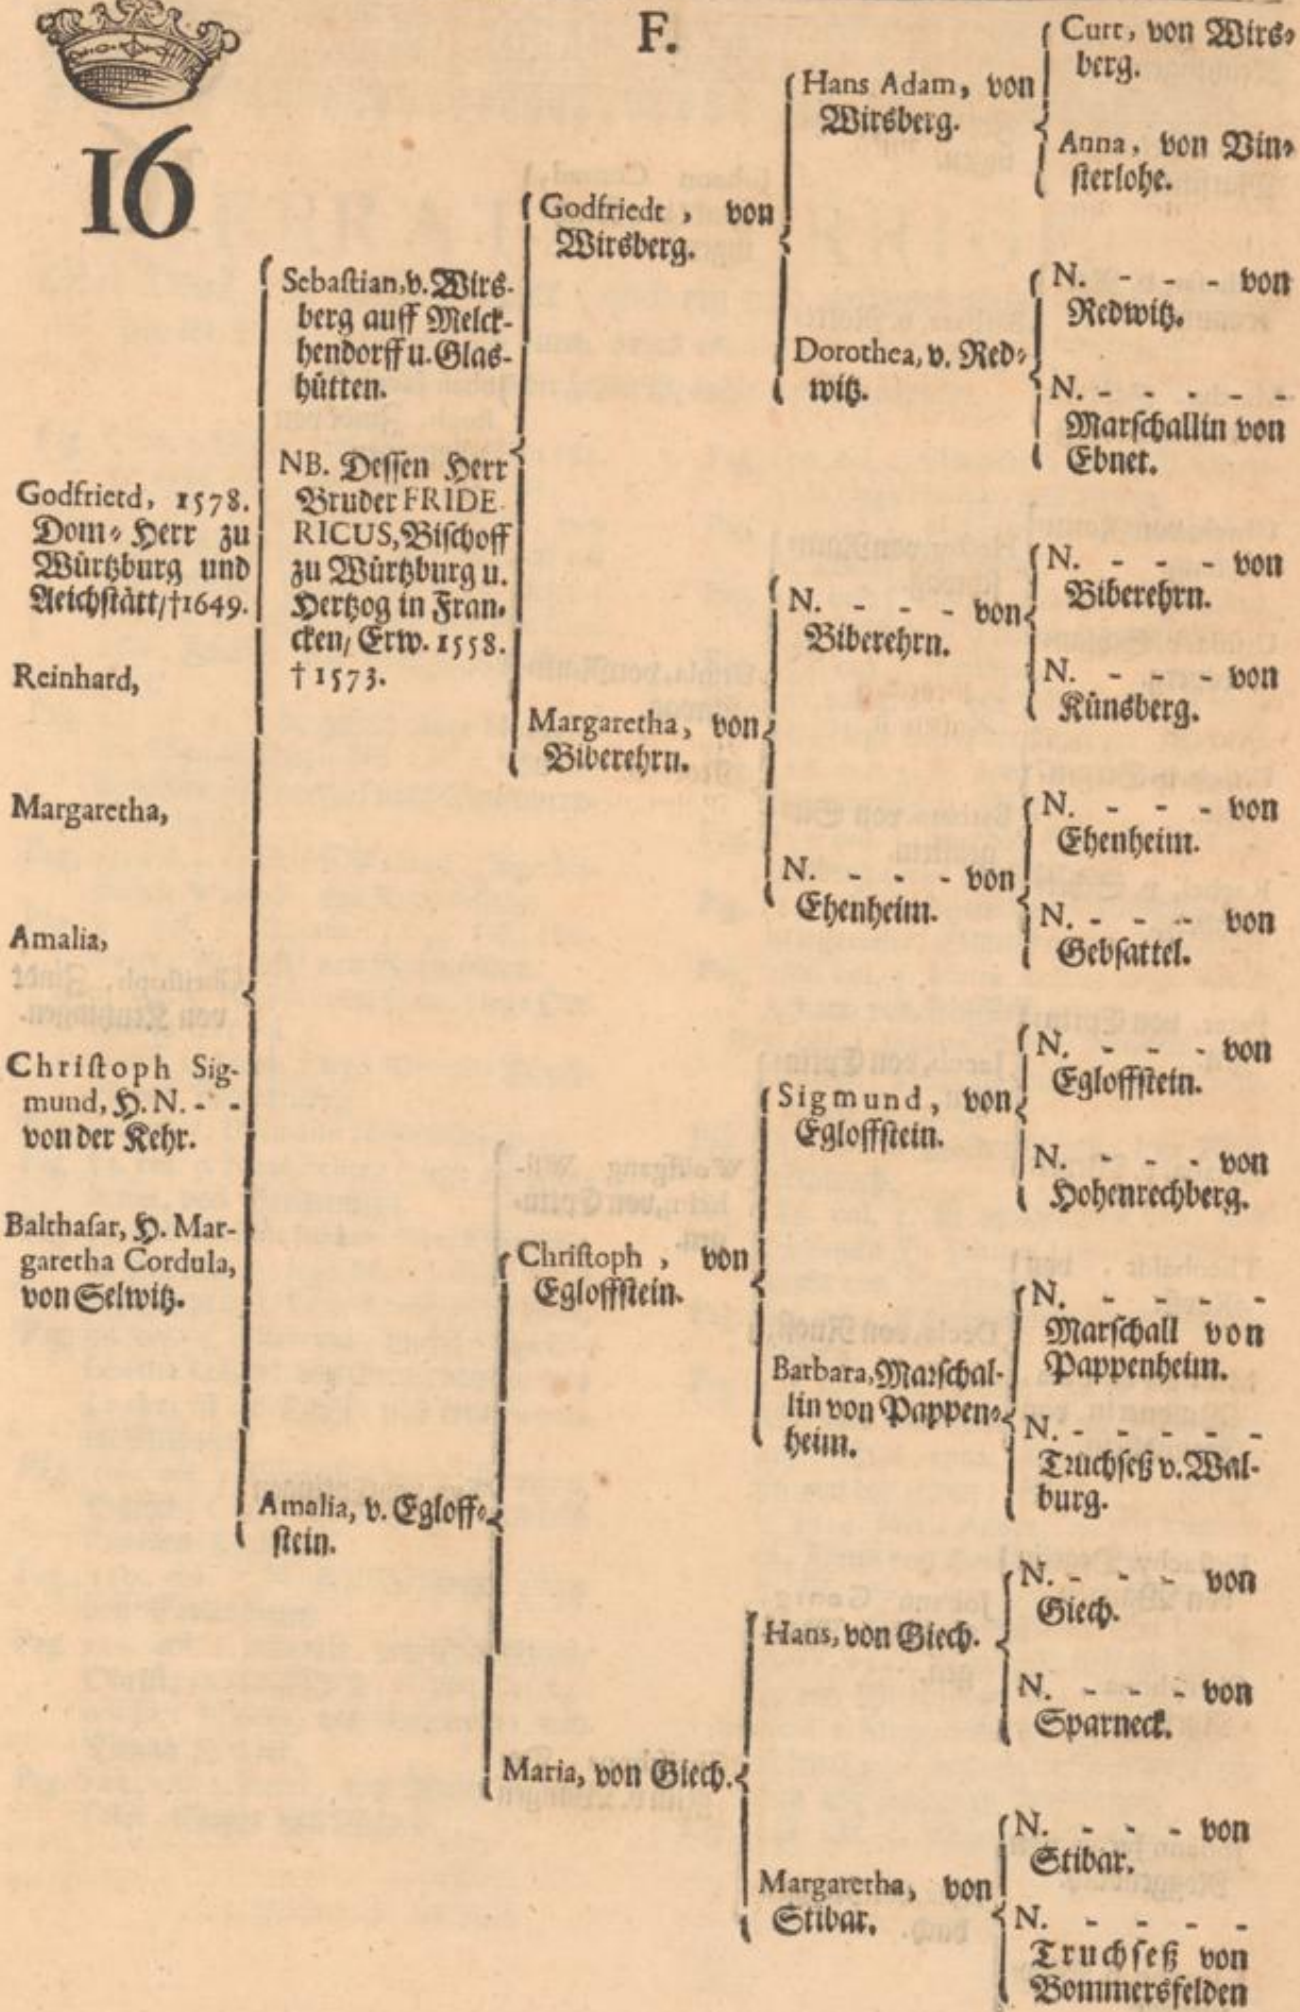 F.
16
Godfrietd, 1578.
Dom⸗Herr zu
Würtzburg und
Aeichstätt/†1649.
Reinhard,
Margaretha,
Amalia,
Christoph Sig-
mund, H. N. - -
von der Kehr.
Balthasar, H. Mar-
garetha Cordula,
von Selwitz.
Sebastian, v. Wirs-
berg auff Melck-
hendorff u. Glas-
hütten.
NB. Dessen Herr
Bruder FRIDE-
RICUS, Bischoff
zu Würtzburg u.
Hertzog in Fran-
cken/ Erw. 1558.
† 1573.
Amalia, v. Egloff⸗
stein.
Godfriedt, von
Wirsberg.
Margaretha, von
Biberehrn.
Christoph, von
Egloffstein.
Maria, von Giech.
Hans Adam, von
Wirsberg.
Dorothea, v. Red⸗
witz.
N. - - - von
Biberehrn.
N. - - - von
Ehenheim.
Sigmund, von
Egloffstein.
Barbara, Marschal-
lin von Pappen⸗
heim.
Hans, von Giech.
Margaretha, von
Stibar.
Curt, von Wirs⸗
berg.
Anna, von Vin⸗
sterlohe.
N. - - - von
Redwitz.
N. - - - - -
Marschallin von
Ebnet.
N. - - - von
Biberehrn.
N. - - - von
Künsberg.
N. - - - von
Ehenheim.
N. - - - von
Gebsattel.
N. - - - von
Egloffstein.
N. - - - von
Hohenrechberg.
N. - - - -
Marschall von
Pappenheim.
N. - - - - -
Truchseß v. Wal-
burg.
N. - - - von
Giech.
N. - - - von
Sparneck.
N. - - - von
Stibar.
N. - - - -
Truchseß von
Bommersfelden